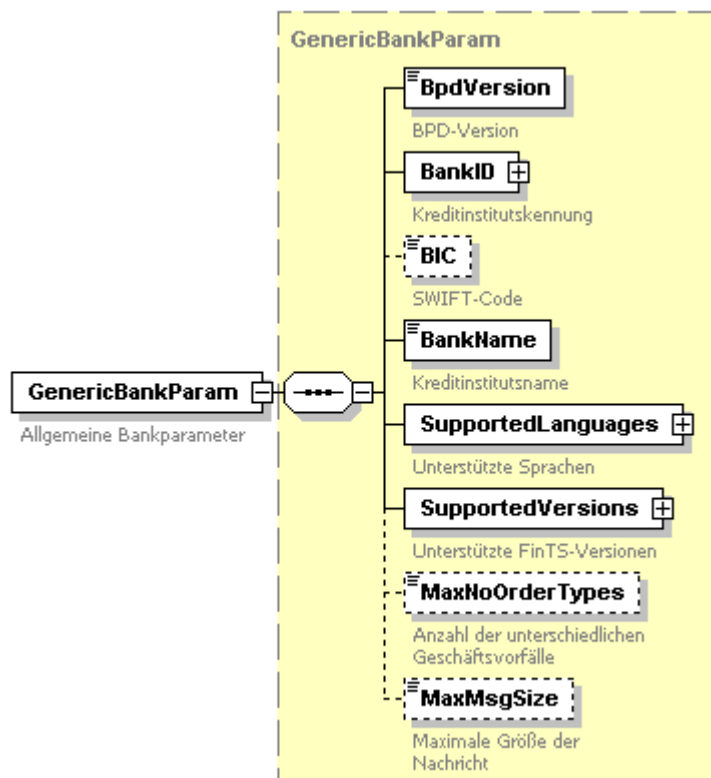 GenericBankParam
BpdVersion
BPD-Version
BankID
Kreditinstitutskennung
BIC
SWIFT-Code
BankName
Kreditinstitutsname
GenericBankParam
Allgemeine Bankparameter
SupportedLanguages
Unterstützte Sprachen
SupportedVersions
Unterstützte FinTS-Versionen
MaxNoOrderTypes
Anzahl der unterschiedlichen
Geschäftsvorfälle
MaxMsgSize
Maximale Größe der
Nachricht